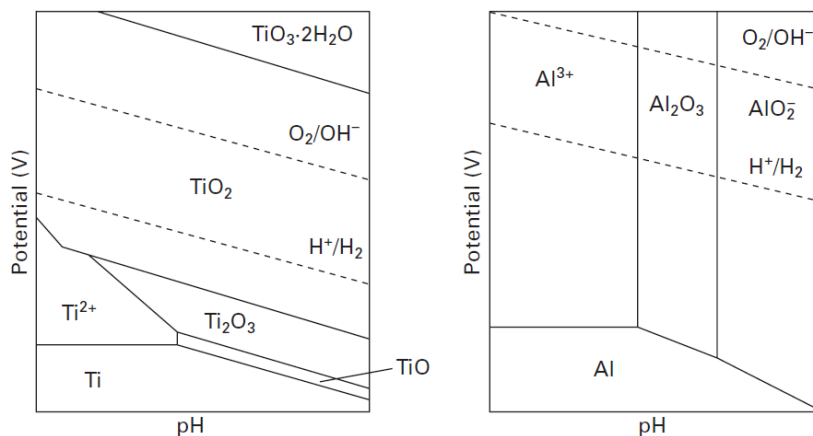 TiO₃·2H₂O
O₂/OH⁻
TiO₂
H⁺/H₂
Ti²⁺
Ti₂O₃
TiO
Ti
Potential (V)
pH
O₂/OH⁻
Al³⁺
Al₂O₃
AlO₂⁻
H⁺/H₂
Al
Potential (V)
pH